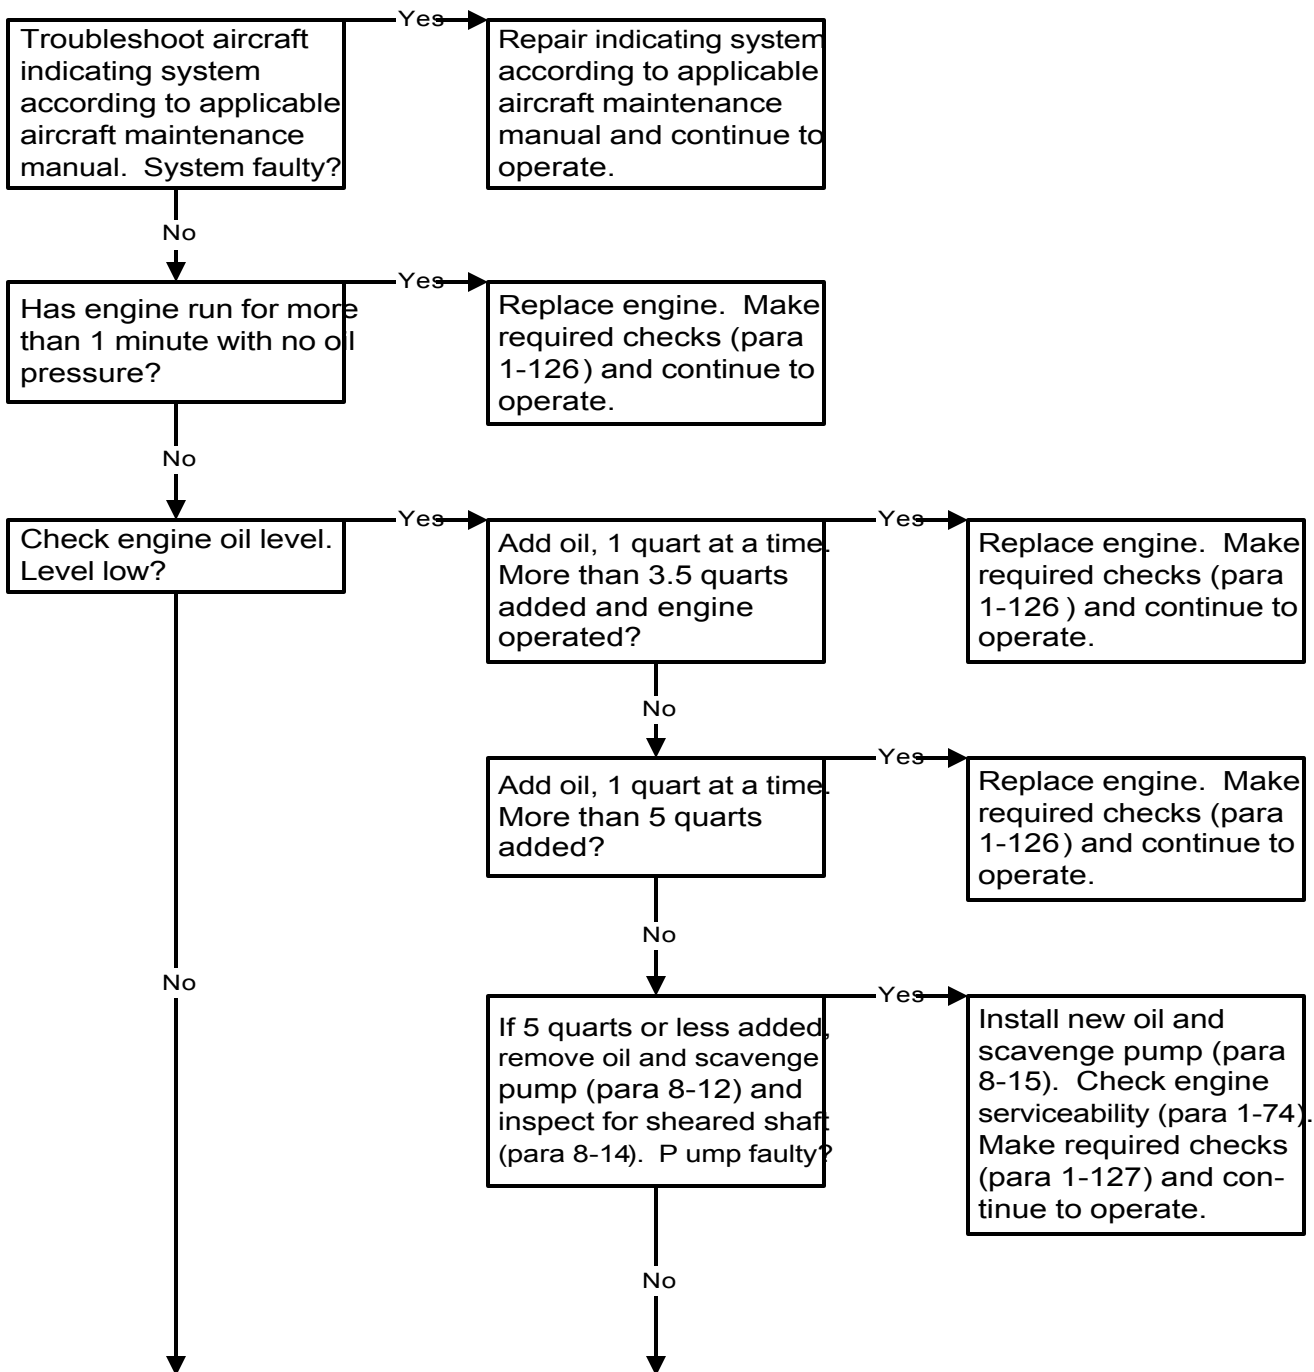 Troubleshoot aircraft
indicating system
according to applicable
aircraft maintenance
manual.  System faulty?
Yes
Repair indicating system
according to applicable
aircraft maintenance
manual and continue to
operate.
No
Has engine run for more
than 1 minute with no oil
pressure?
Yes
Replace engine.  Make
required checks (para
1-126) and continue to
operate.
No
Check engine oil level.
Level low?
Yes
Add oil, 1 quart at a time.
More than 3.5 quarts
added and engine
operated?
Yes
Replace engine.  Make
required checks (para
1-126) and continue to
operate.
No
Add oil, 1 quart at a time.
More than 5 quarts
added?
Yes
Replace engine.  Make
required checks (para
1-126) and continue to
operate.
No
No
If 5 quarts or less added,
remove oil and scavenge
pump (para 8-12) and
inspect for sheared shaft
(para 8-14).  P ump faulty?
Yes
Install new oil and
scavenge pump (para
8-15).  Check engine
serviceability (para 1-74).
Make required checks
(para 1-127) and con-
tinue to operate.
No